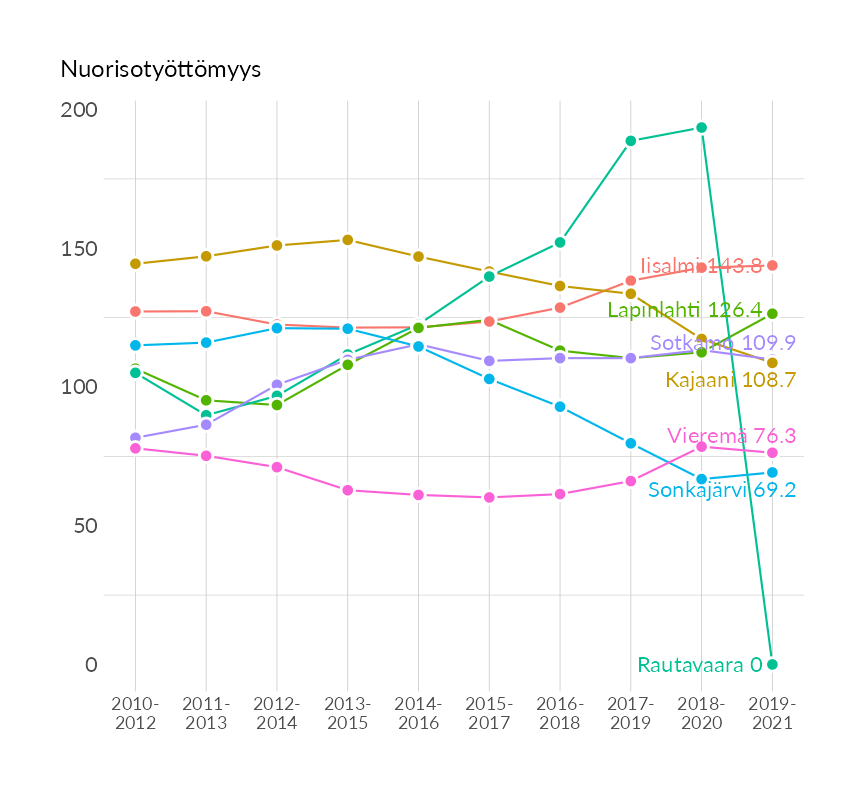 Nuorisotyöttömyys
200
150
100
50
0
Iisalmi 143.8
Lapinlahti 126.4
Sotkamo 109.9
Kajaani 108.7
Vieremä 76.3
Sonkajärvi 69.2
Rautavaara 0
2010- 2011- 2012- 2013- 2014- 2015- 2016- 2017- 2018- 2019-
2012 2013 2014 2015 2016 2017 2018 2019 2020 2021